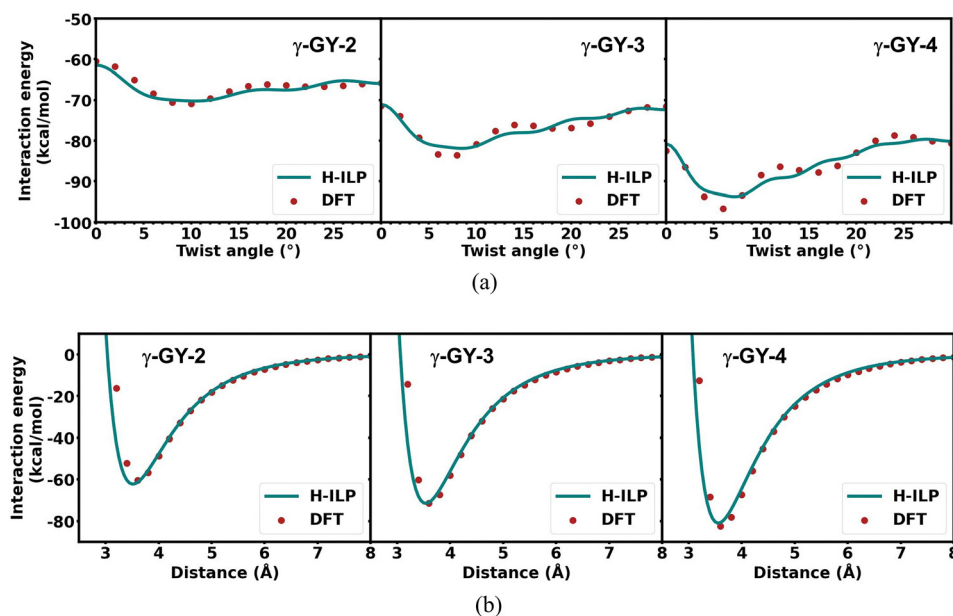 -50
-60
-70
-80
-90
-100
Interaction energy
(kcal/mol)
γ-GY-2
γ-GY-3
γ-GY-4
H-ILP
DFT
H-ILP
DFT
H-ILP
DFT
0 5 10 15 20 25
0 5 10 15 20 25
0 5 10 15 20 25
Twist angle (°)
Twist angle (°)
Twist angle (°)
(a)
0
-20
-40
-60
-80
Interaction energy
(kcal/mol)
γ-GY-2
γ-GY-3
γ-GY-4
H-ILP
DFT
H-ILP
DFT
H-ILP
DFT
3 4 5 6 7 8
3 4 5 6 7 8
3 4 5 6 7 8
Distance (Å)
Distance (Å)
Distance (Å)
(b)